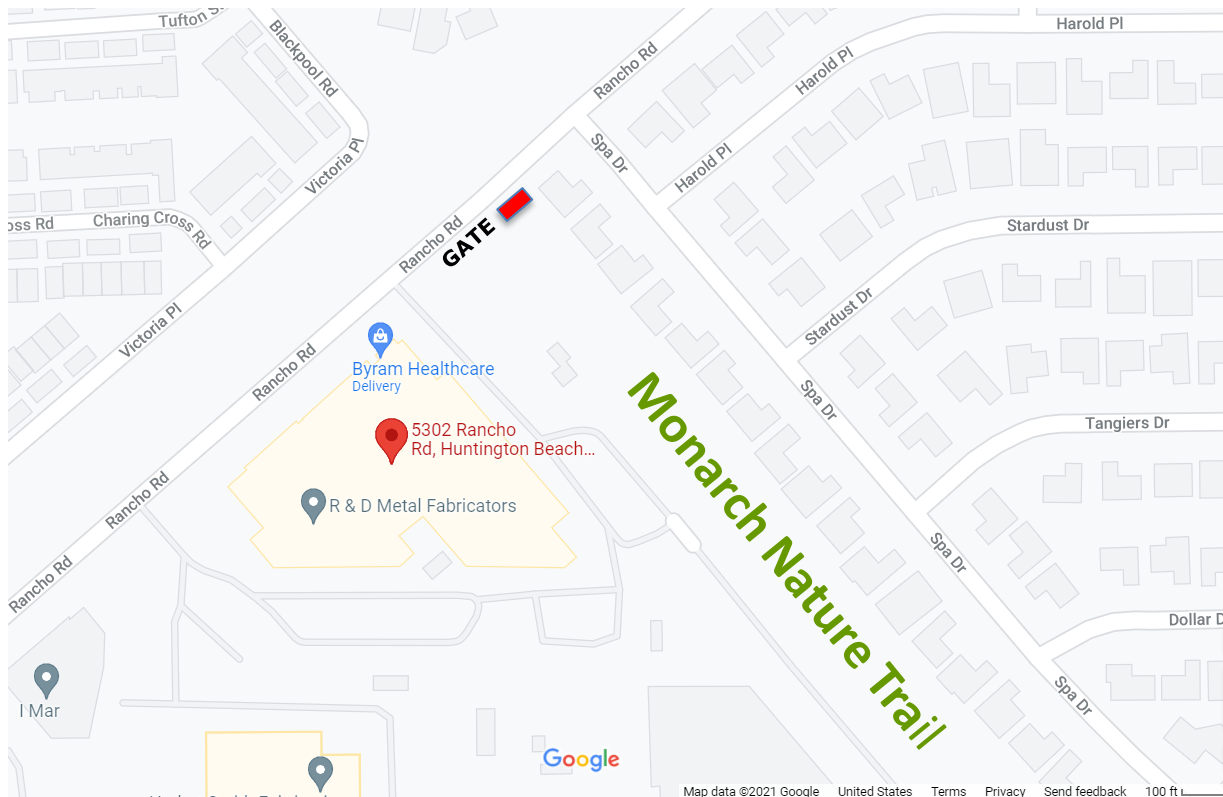 Tufton S
Blackpool Rd
Rancho Rd
Harold Pl
Harold Pl
Victoria Pl
Spa Dr
Harold Pl
oss Rd
Charing Cross Rd
Rancho Rd
GATE
Stardust Dr
Victoria Pl
Stardust Dr
Rancho Rd
Byram Healthcare
Delivery
Spa Dr
5302 Rancho
Rd, Huntington Beach...
Tangiers Dr
Monarch Nature Trail
Rancho Rd
R & D Metal Fabricators
Spa Dr
Rancho Rd
Dollar D
Spa Dr
I Mar
Google
Map data ©2021 Google United States Terms Privacy Send feedback 100 ft